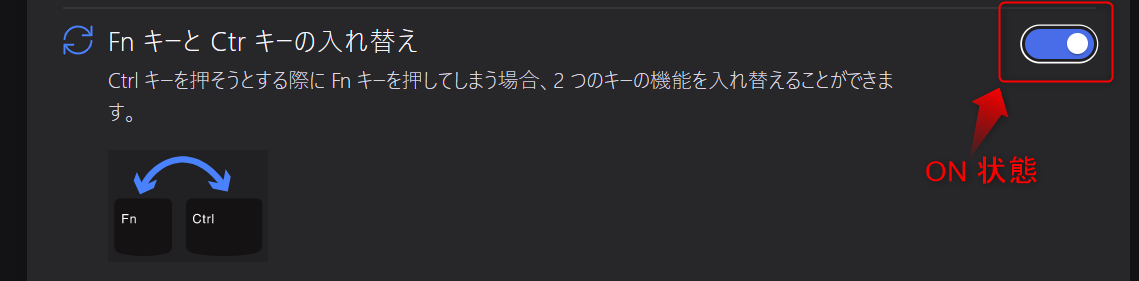 Fn キーと Ctr キーの入れ替え
Ctrl キーを押そうとする際に Fn キーを押してしまう場合、2 つのキーの機能を入れ替えることができま
す。
ON 状態
Fn
Ctrl